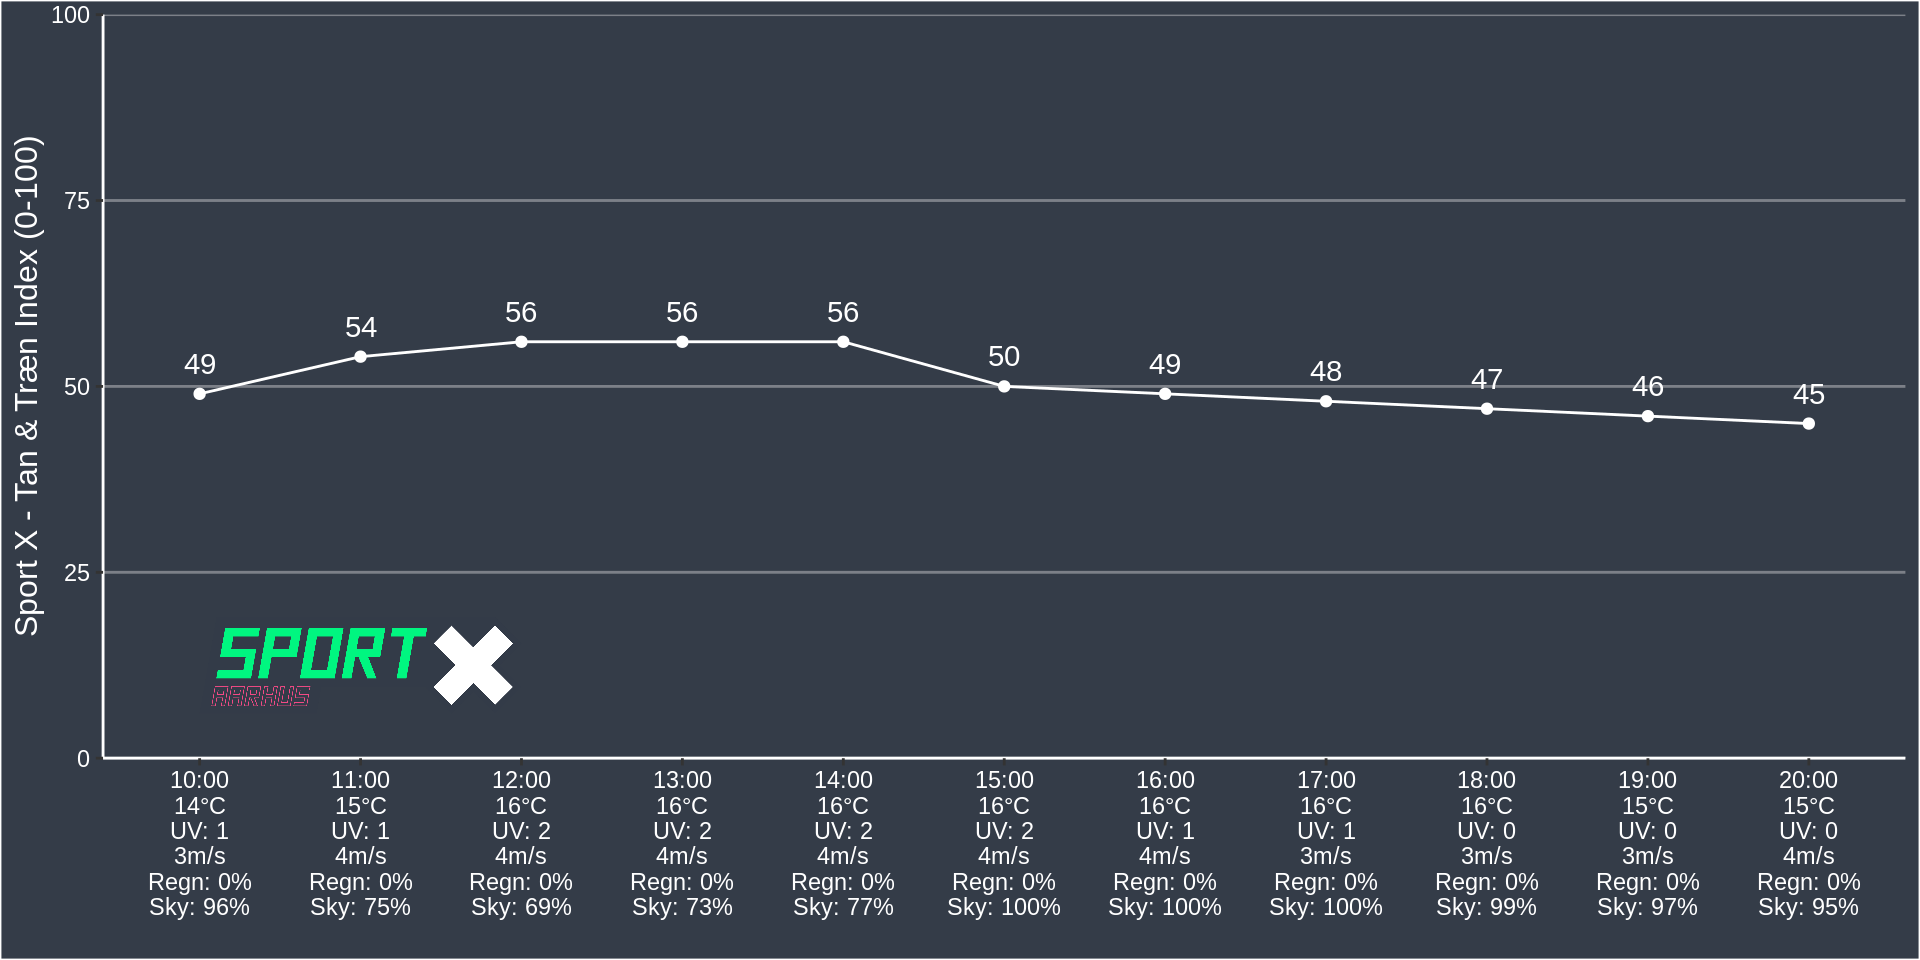 Sport X - Tan & Træn Index (0-100)
100
75
50
25
0
49
54
56
56
56
50
49
48
47
46
45
SPORT X
AARHUS
10:00
14°C
UV: 1
3m/s
Regn: 0%
Sky: 96%
11:00
15°C
UV: 1
4m/s
Regn: 0%
Sky: 75%
12:00
16°C
UV: 2
4m/s
Regn: 0%
Sky: 69%
13:00
16°C
UV: 2
4m/s
Regn: 0%
Sky: 73%
14:00
16°C
UV: 2
4m/s
Regn: 0%
Sky: 77%
15:00
16°C
UV: 2
4m/s
Regn: 0%
Sky: 100%
16:00
16°C
UV: 1
4m/s
Regn: 0%
Sky: 100%
17:00
16°C
UV: 1
3m/s
Regn: 0%
Sky: 100%
18:00
16°C
UV: 0
3m/s
Regn: 0%
Sky: 99%
19:00
15°C
UV: 0
3m/s
Regn: 0%
Sky: 97%
20:00
15°C
UV: 0
4m/s
Regn: 0%
Sky: 95%